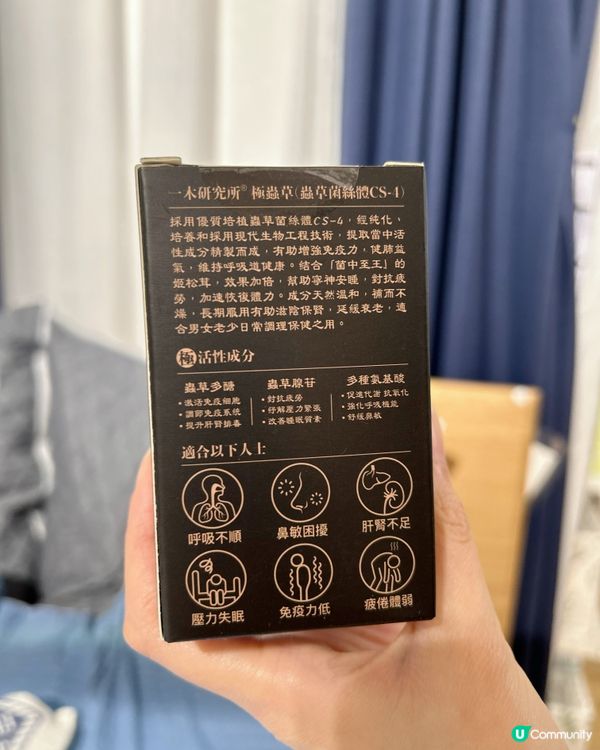 一木研究所® 極蟲草(蟲草菌絲體CS-4)
採用優質培植蟲草菌絲體CS-4，經純化、
培養和採用現代生物工程技術，提取當中活
性成分精製而成，有助增強免疫力，健肺益
氣，維持呼吸道健康。結合「菌中至王」的
姬松茸，效果加倍，幫助寧神安睡，對抗疲
勞，加速恢復體力。成分天然溫和，補而不
燥，長期服用有助滋陰保腎，延緩衰老，適
合男女老少日常調理保健之用。
極活性成分
蟲草多醣 蟲草腺苷 多種氨基酸
•激活免疫細胞 •對抗疲勞 •促進代謝 抗氧化
•調節免疫系統 •紓解壓力緊張 •強化呼吸機能
•提升肝腎排毒 •改善睡眠質素 •舒緩鼻敏
適合以下人士
呼吸不順 鼻敏困擾 肝腎不足
壓力失眠 免疫力低 疲倦體弱
U Community